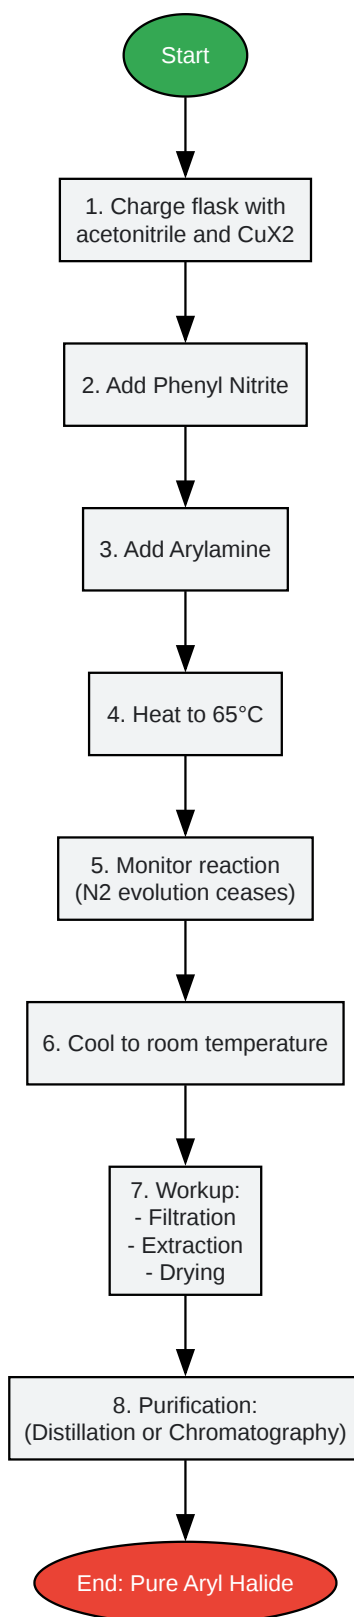 Start
1. Charge flask with
acetonitrile and CuX2
2. Add Phenyl Nitrite
3. Add Arylamine
4. Heat to 65°C
5. Monitor reaction
(N2 evolution ceases)
6. Cool to room temperature
7. Workup:
- Filtration
- Extraction
- Drying
8. Purification:
(Distillation or Chromatography)
End: Pure Aryl Halide